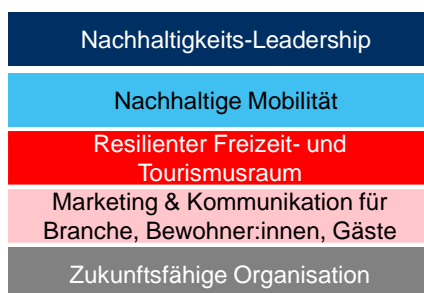 Nachhaltigkeits-Leadership
Nachhaltige Mobilität
Resilienter Freizeit- und
Tourismusraum
Marketing & Kommunikation für
Branche, Bewohner:innen, Gäste
Zukunftsfähige Organisation